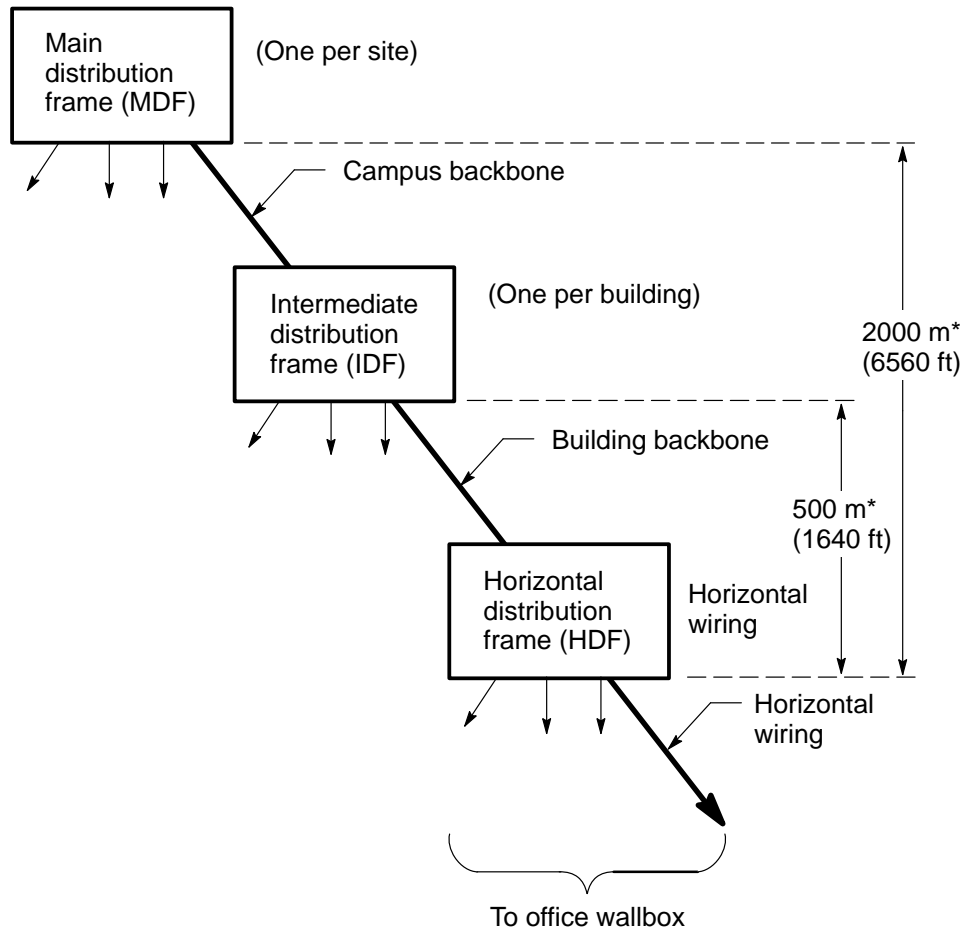 Main
distribution
frame (MDF)
(One per site)
Campus backbone
Intermediate
distribution
frame (IDF)
(One per building)
2000 m*
(6560 ft)
Building backbone
500 m*
(1640 ft)
Horizontal
distribution
frame (HDF)
Horizontal
wiring
Horizontal
wiring
To office wallbox